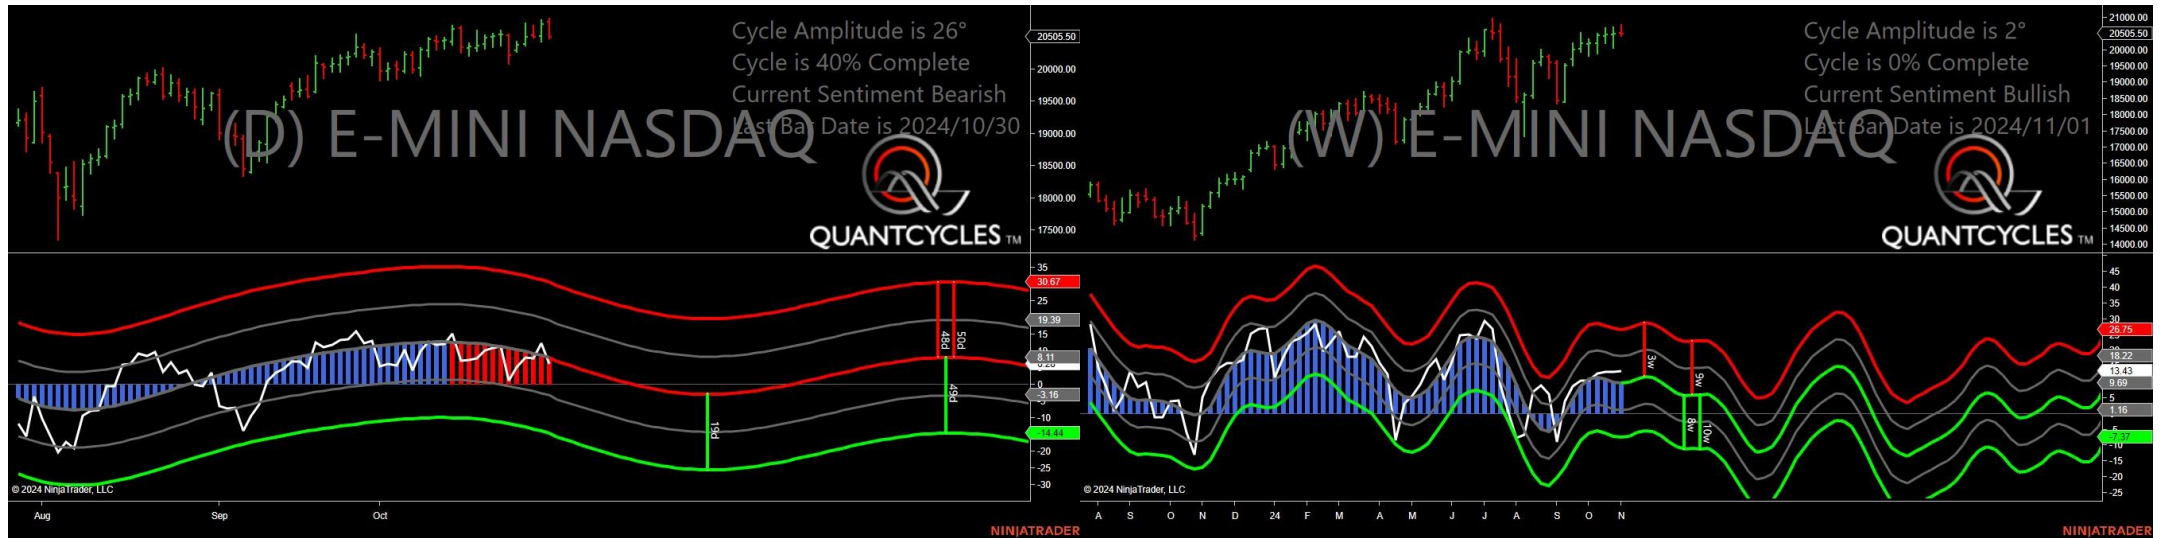 Cycle Amplitude is 26°
Cycle is 40% Complete
Current Sentiment Bearish
Last Bar Date is 2024/10/30
(D) E-MINI NASDAQ
QUANTCYCLES TM
20505.50
20000.00
19500.00
19000.00
18500.00
18000.00
17500.00
35
30.67
25
19.39
15
8.11
0
-3.16
-10
-14.44
-20
-25
-30
19d
48d
50d
49d
© 2024 NinjaTrader, LLC
Aug
Sep
Oct
NINJATRADER
Cycle Amplitude is 2°
Cycle is 0% Complete
Current Sentiment Bullish
Last Bar Date is 2024/11/01
(W) E-MINI NASDAQ
QUANTCYCLES TM
21000.00
20505.50
20000.00
19500.00
19000.00
18500.00
18000.00
17500.00
17000.00
16500.00
16000.00
15500.00
15000.00
14500.00
14000.00
45
40
35
30
26.75
18.22
13.43
9.69
5
1.16
-7.37
-10
-15
-20
-25
3w
9w
8w
10w
© 2024 NinjaTrader, LLC
A S O N D 24 F M A M J J A S O N
NINJATRADER